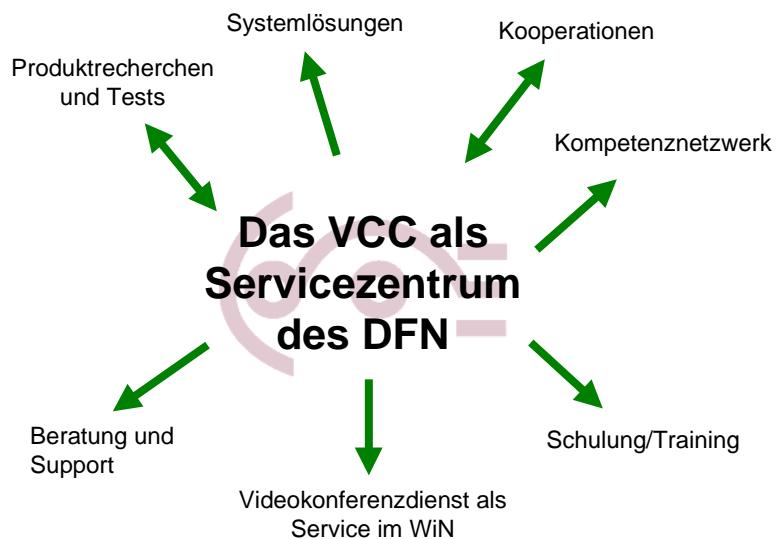 Systemlösungen
Kooperationen
Produktrecherchen
und Tests
Kompetenznetzwerk
Das VCC als
Servicezentrum
des DFN
Beratung und
Support
Schulung/Training
Videokonferenzdienst als
Service im WiN